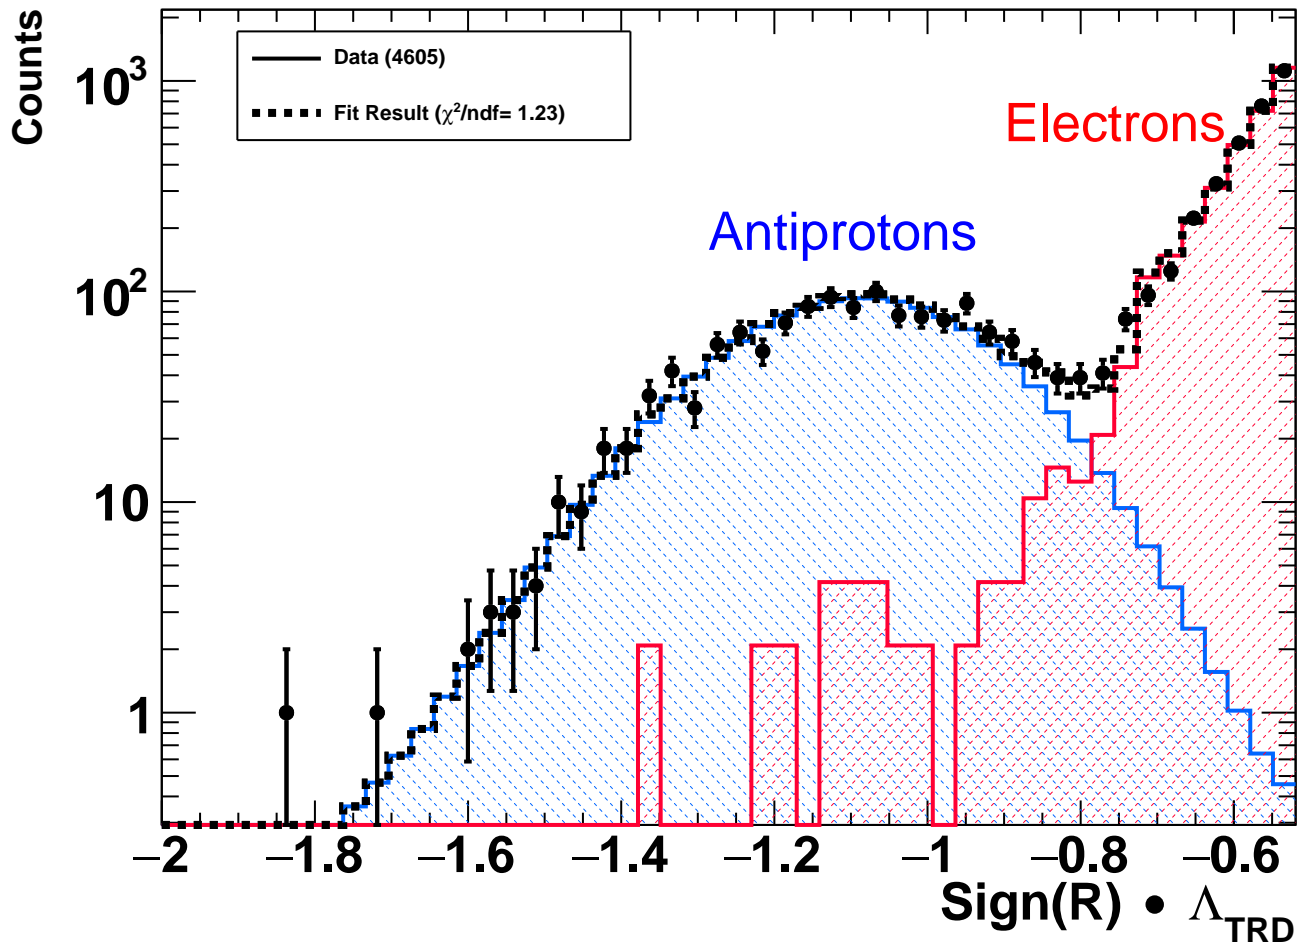 Counts
10³
10²
10
1
Data (4605)
Fit Result (χ²/ndf= 1.23)
Electrons
Antiprotons
−2 −1.8 −1.6 −1.4 −1.2 −1 −0.8 −0.6
Sign(R) • Λ_TRD